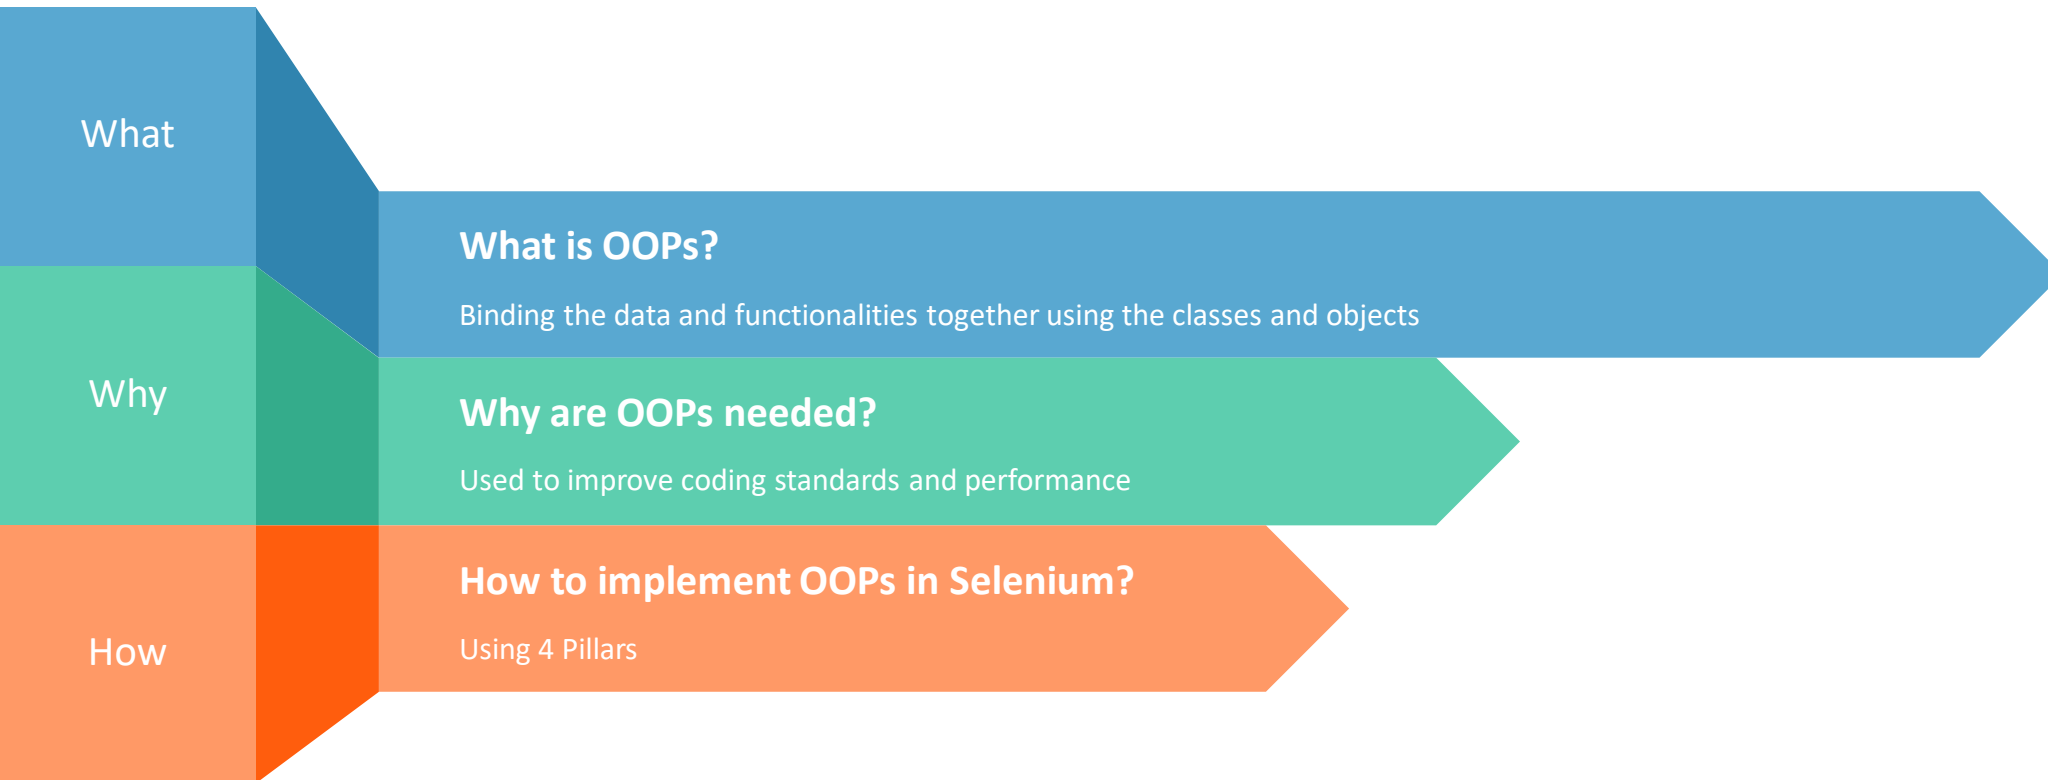 What
What is OOPs?
Binding the data and functionalities together using the classes and objects
Why
Why are OOPs needed?
Used to improve coding standards and performance
How
How to implement OOPs in Selenium?
Using 4 Pillars